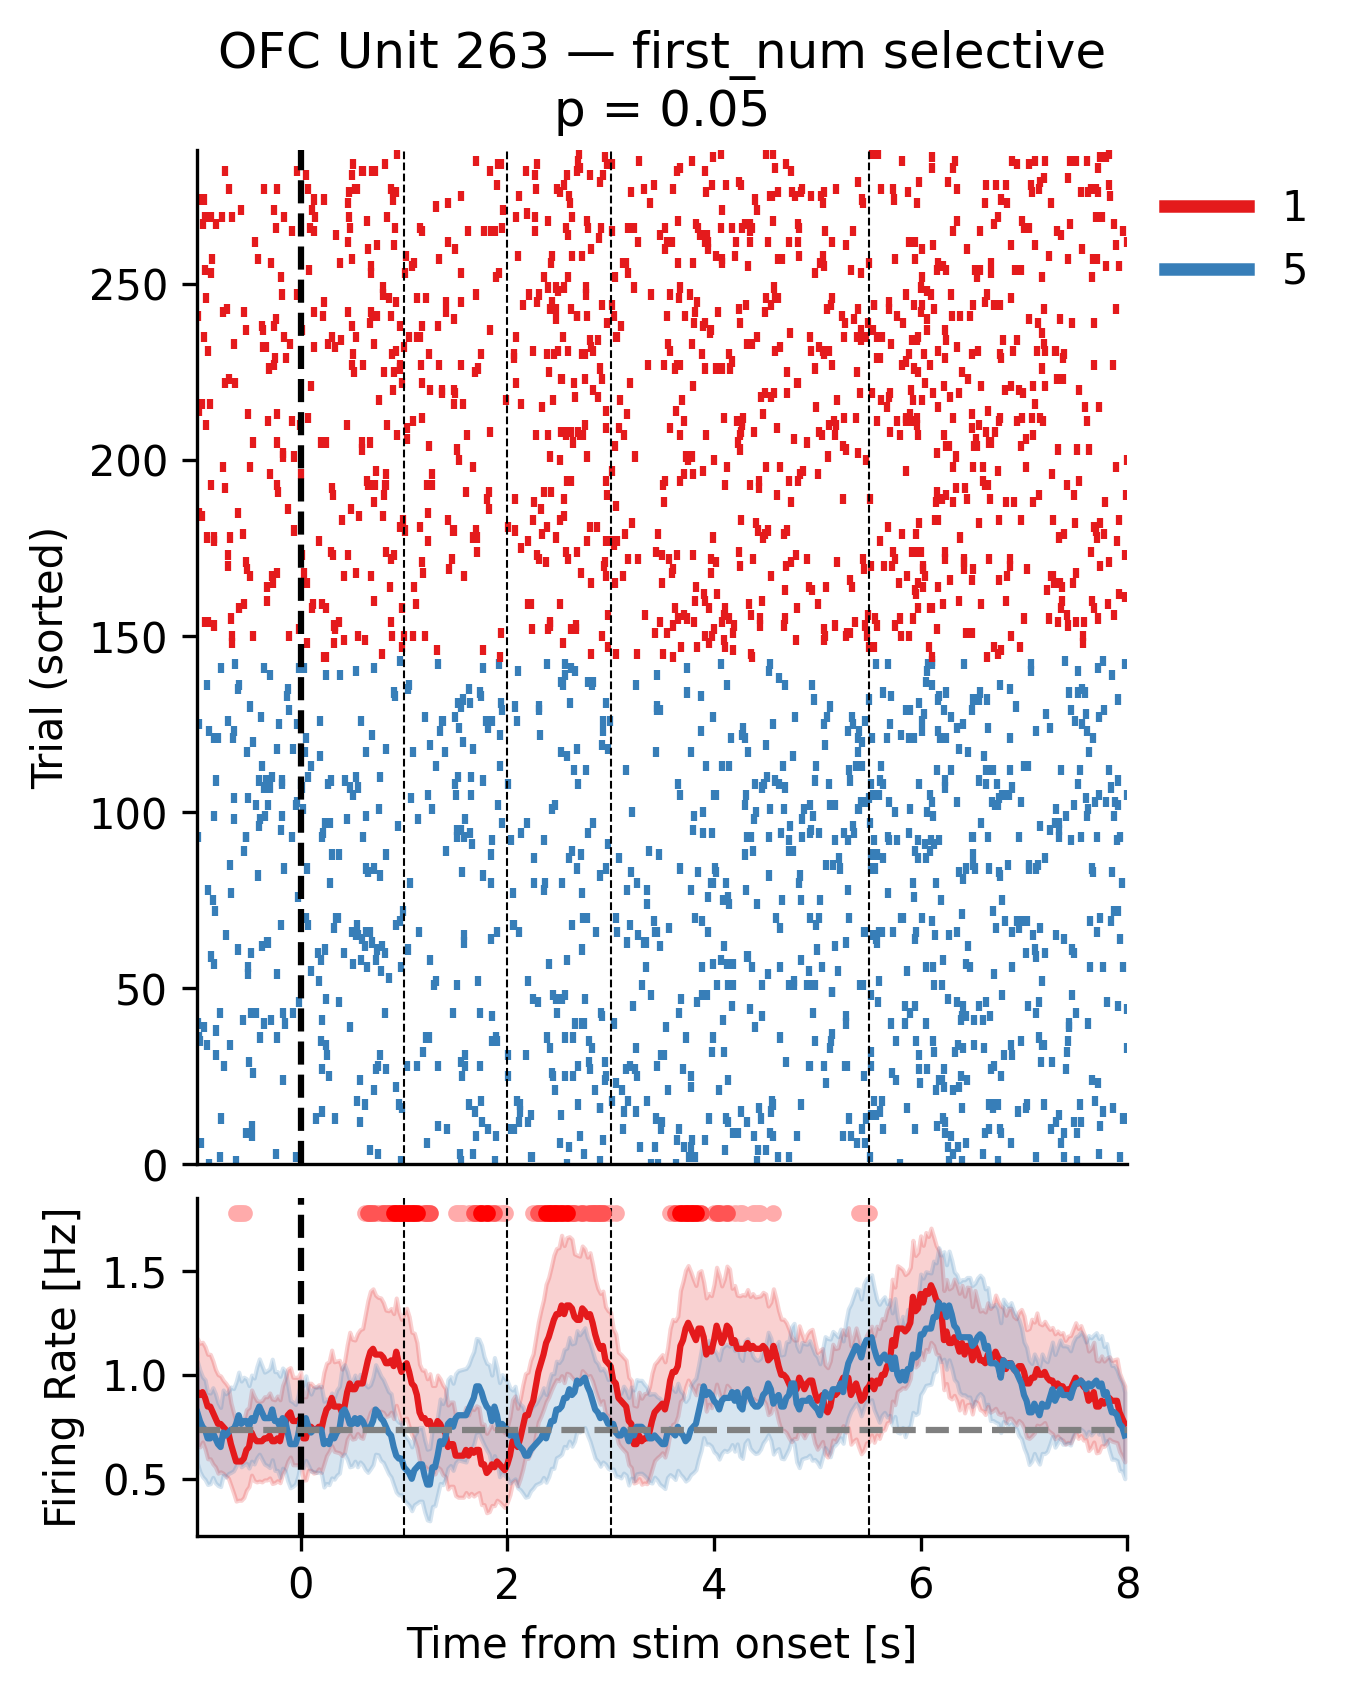 OFC Unit 263 — first_num selective
p = 0.05
1
5
250
200
150
100
50
0
Trial (sorted)
1.5
1.0
0.5
Firing Rate [Hz]
0 2 4 6 8
Time from stim onset [s]